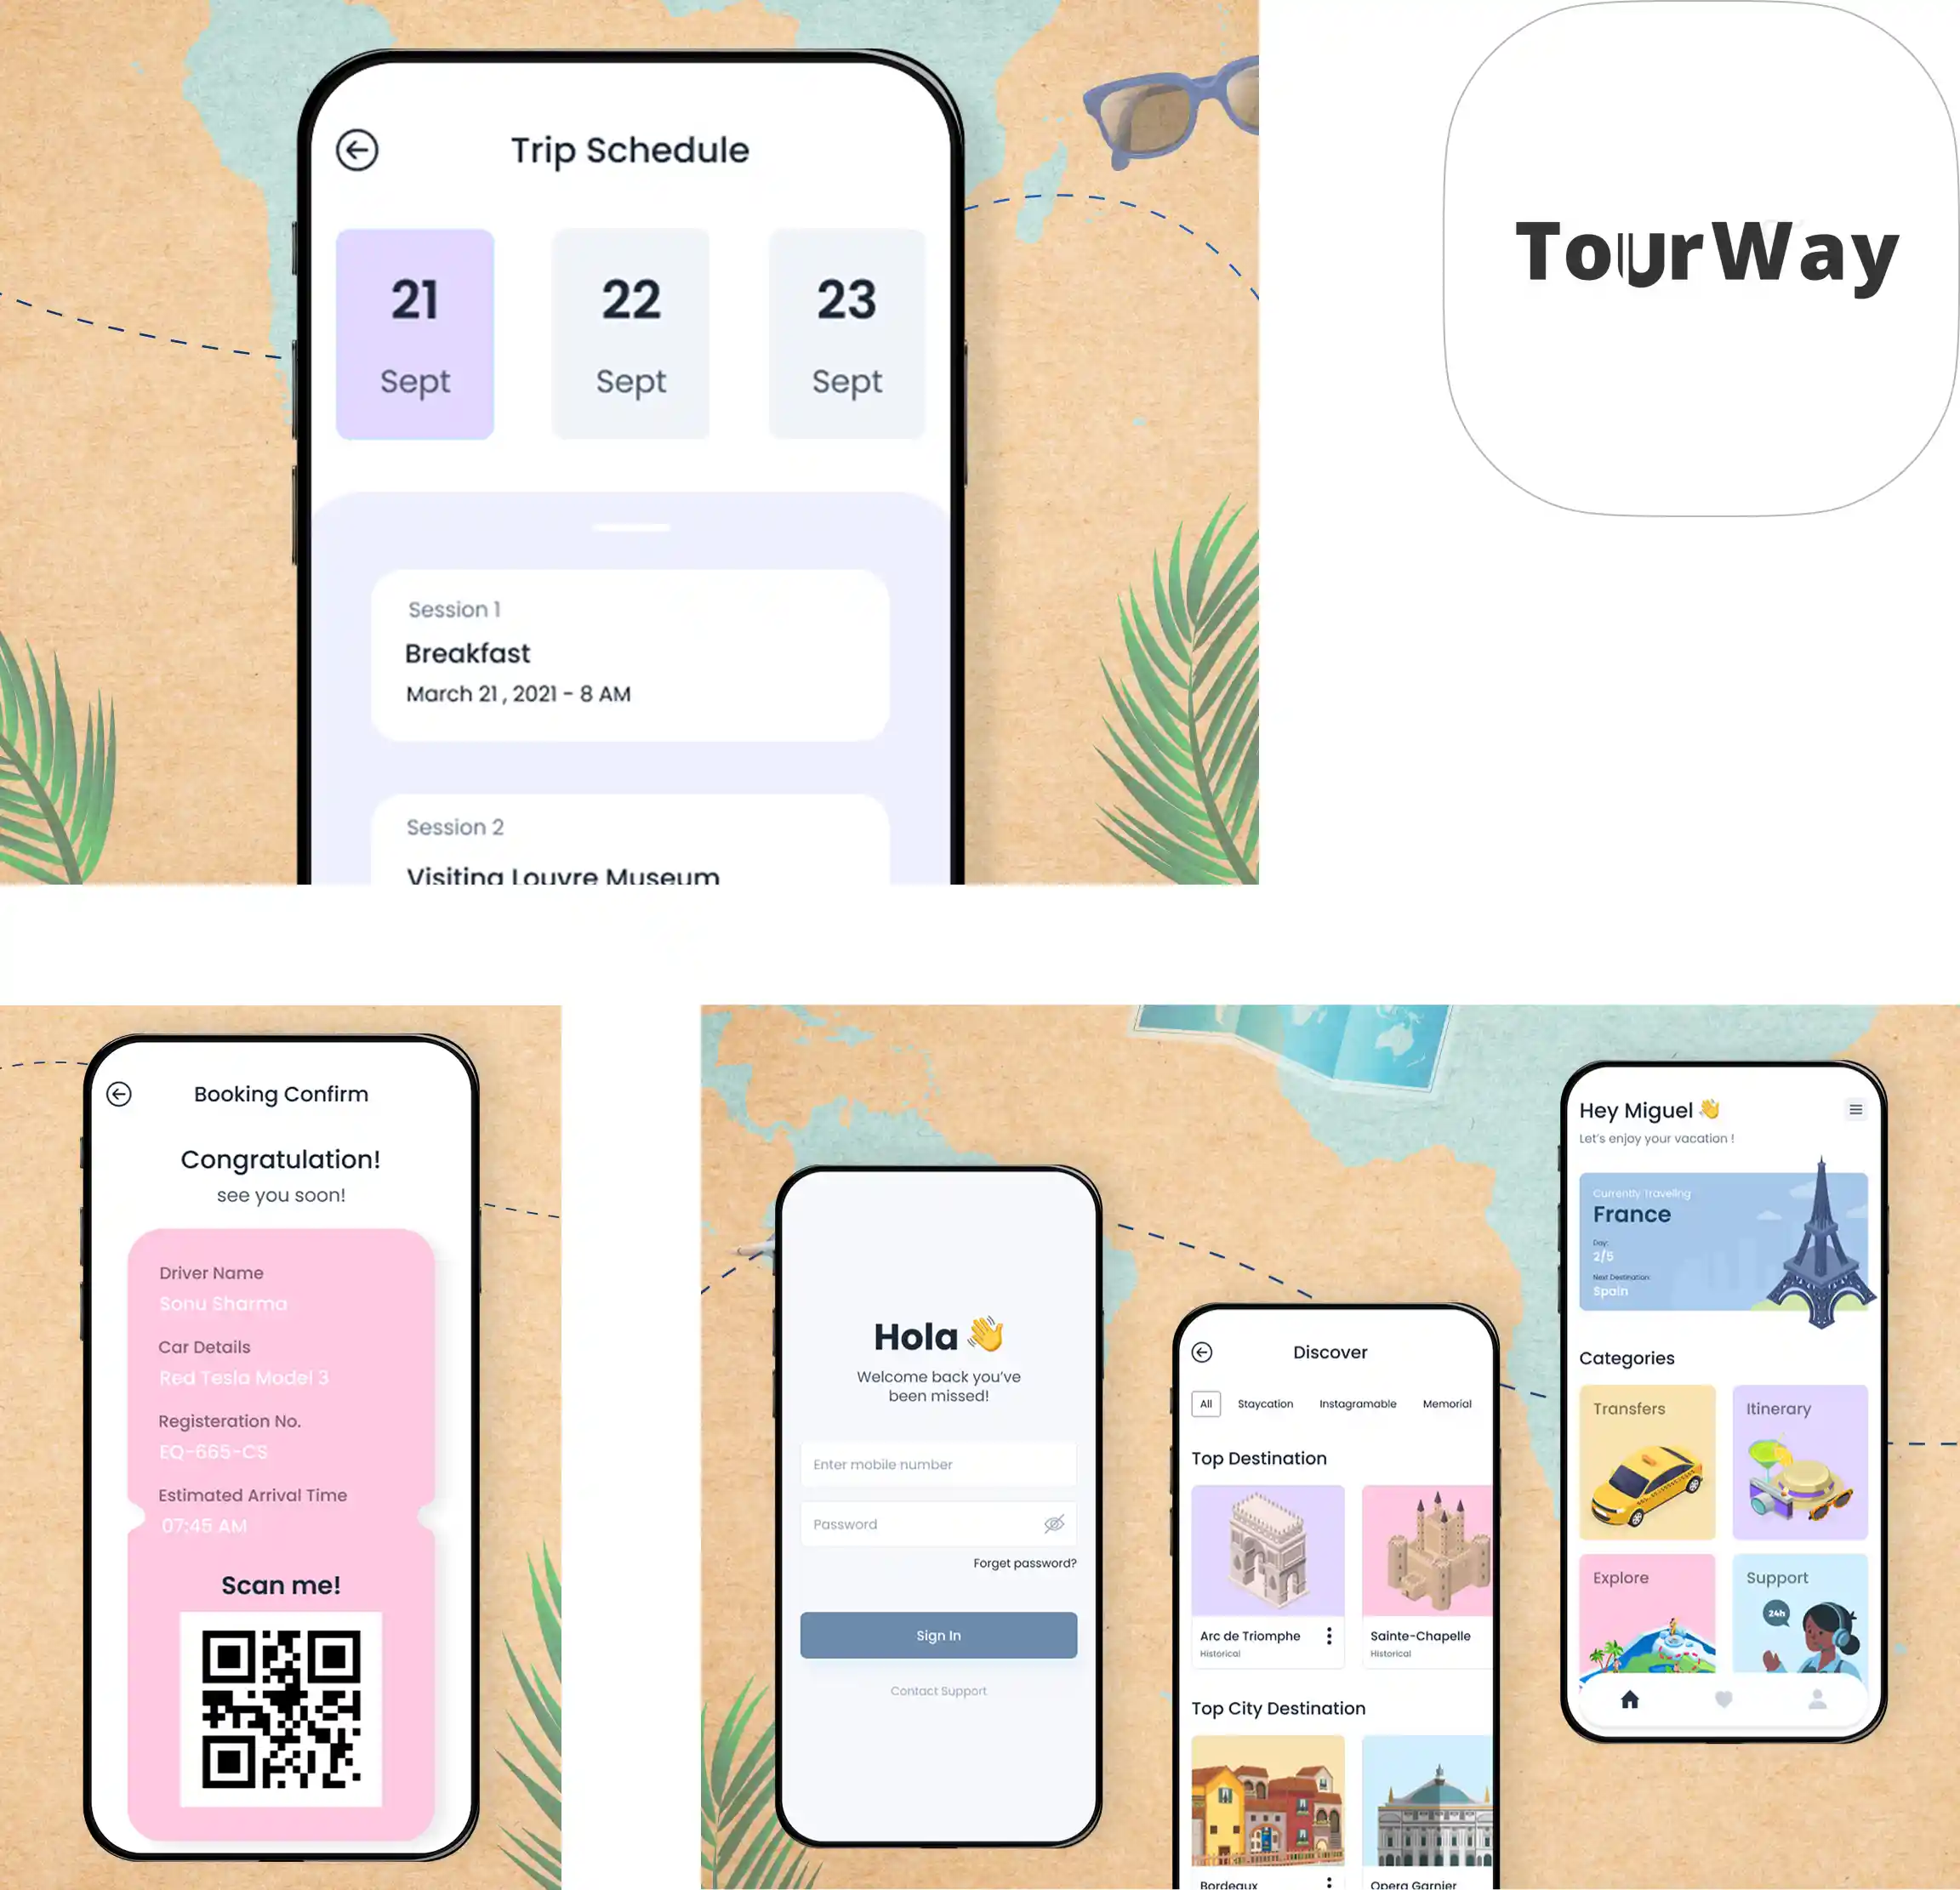 Trip Schedule
21
Sept
22
Sept
23
Sept
Session 1
Breakfast
March 21 , 2021 - 8 AM
Session 2
Visiting Louvre Museum
TourWay
Booking Confirm
Congratulation!
see you soon!
Driver Name
Sonu Sharma
Car Details
Red Tesla Model 3
Registeration No.
EQ-665-CS
Estimated Arrival Time
07:45 AM
Scan me!
Hola 👋
Welcome back you've
been missed!
Enter mobile number
Password
Forget password?
Sign In
Contact Support
Discover
All Staycation Instagramable Memorial
Top Destination
Arc de Triomphe
Historical
Sainte-Chapelle
Historical
Top City Destination
Bordeaux
Opera Garnier
Hey Miguel 👋
Let's enjoy your vacation !
Currently Traveling
France
Day:
2/5
Next Destination:
Spain
Categories
Transfers
Itinerary
Explore
Support
24h